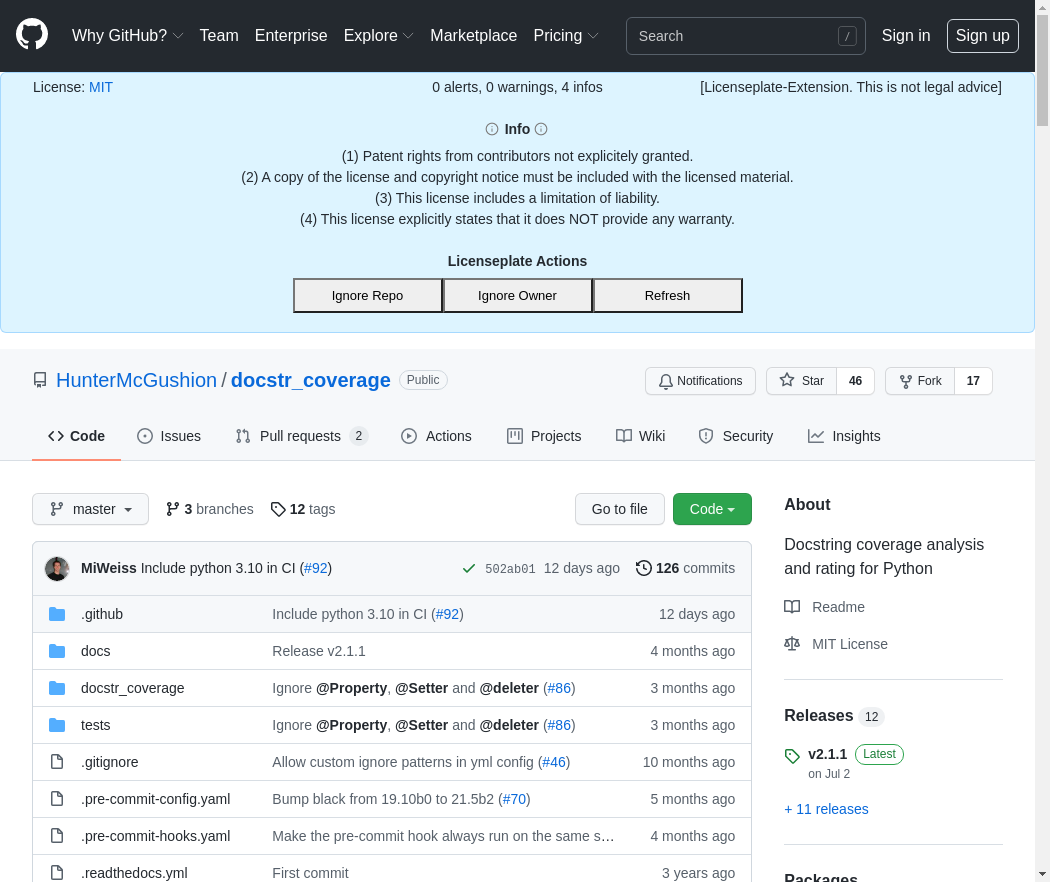 Why GitHub? Team Enterprise Explore Marketplace Pricing Search / Sign in Sign up
License: MIT 0 alerts, 0 warnings, 4 infos [Licenseplate-Extension. This is not legal advice]
Info
(1) Patent rights from contributors not explicitely granted.
(2) A copy of the license and copyright notice must be included with the licensed material.
(3) This license includes a limitation of liability.
(4) This license explicitly states that it does NOT provide any warranty.
Licenseplate Actions
Ignore Repo Ignore Owner Refresh
HunterMcGushion / docstr_coverage Public Notifications Star 46 Fork 17
Code Issues Pull requests 2 Actions Projects Wiki Security Insights
master 3 branches 12 tags Go to file Code
MiWeiss Include python 3.10 in CI (#92) 502ab01 12 days ago 126 commits
.github Include python 3.10 in CI (#92) 12 days ago
docs Release v2.1.1 4 months ago
docstr_coverage Ignore @Property, @Setter and @deleter (#86) 3 months ago
tests Ignore @Property, @Setter and @deleter (#86) 3 months ago
.gitignore Allow custom ignore patterns in yml config (#46) 10 months ago
.pre-commit-config.yaml Bump black from 19.10b0 to 21.5b2 (#70) 5 months ago
.pre-commit-hooks.yaml Make the pre-commit hook always run on the same s… 4 months ago
.readthedocs.yml First commit 3 years ago
About
Docstring coverage analysis
and rating for Python
Readme
MIT License
Releases 12
v2.1.1 Latest
on Jul 2
+ 11 releases
Packages